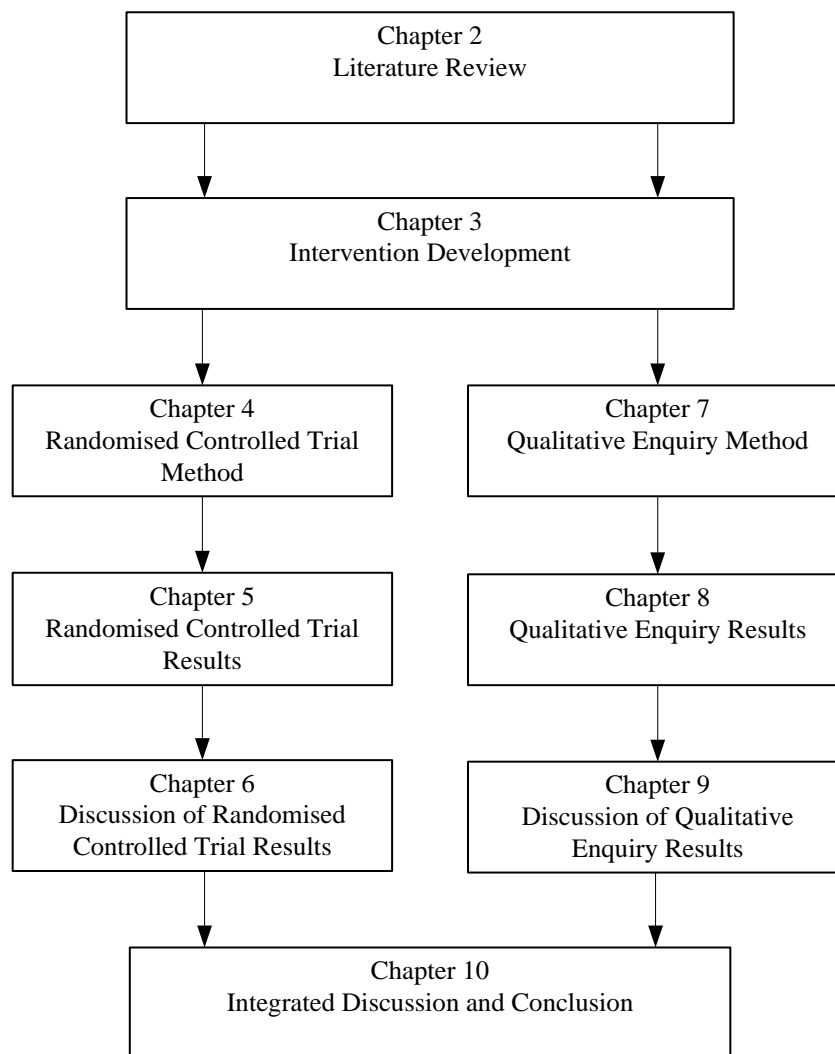 Chapter 2
Literature Review
Chapter 3
Intervention Development
Chapter 4
Randomised Controlled Trial
Method
Chapter 7
Qualitative Enquiry Method
Chapter 5
Randomised Controlled Trial
Results
Chapter 8
Qualitative Enquiry Results
Chapter 6
Discussion of Randomised
Controlled Trial Results
Chapter 9
Discussion of Qualitative
Enquiry Results
Chapter 10
Integrated Discussion and Conclusion